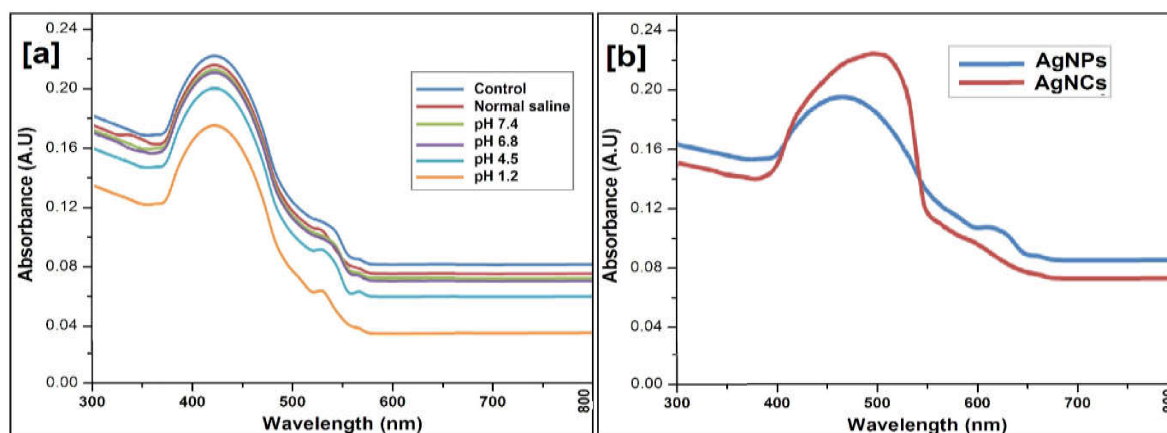 [a]
0.24
0.20
0.16
0.12
0.08
0.04
0.00
Absorbance (A.U)
300
400
500
600
700
800
Wavelength (nm)
Control
Normal saline
pH 7.4
pH 6.8
pH 4.5
pH 1.2
[b]
0.24
0.20
0.16
0.12
0.08
0.04
0.00
Absorbance (A.U)
300
400
500
600
700
800
Wavelength (nm)
AgNPs
AgNCs